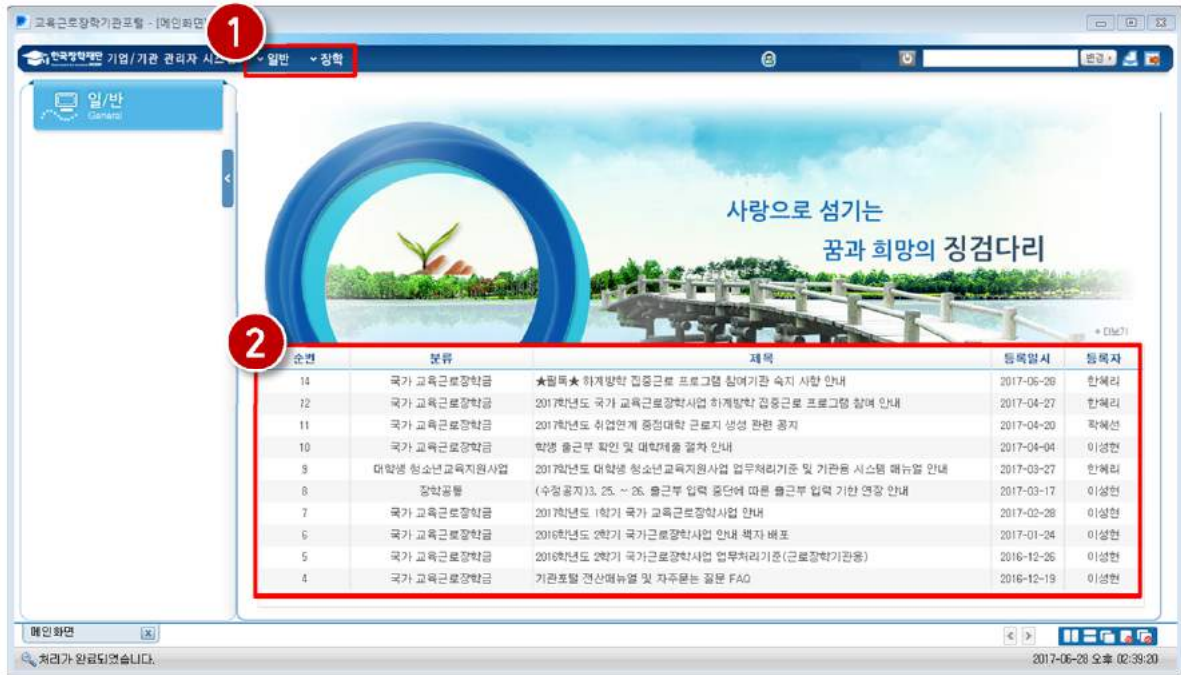 교육근로장학기관포털 - [메인화면]
1
한국장학재단 기업/기관 관리자
일반 장학
변경
일/반
General
사랑으로 섬기는
꿈과 희망의 징검다리
+ 더보기
2
순번 분류 제목 등록일시 등록자
14 국가 교육근로장학금 ★필독★ 하계방학 집중근로 프로그램 참여기관 숙지 사항 안내 2017-06-28 한혜리
12 국가 교육근로장학금 2017학년도 국가 교육근로장학사업 하계방학 집중근로 프로그램 참여 안내 2017-04-27 한혜리
11 국가 교육근로장학금 2017학년도 취업연계 중점대학 근로지 생성 관련 공지 2017-04-20 곽혜선
10 국가 교육근로장학금 학생 출근부 확인 및 대학제출 절차 안내 2017-04-04 이성현
9 대학생 청소년교육지원사업 2017학년도 대학생 청소년교육지원사업 업무처리기준 및 기관용 시스템 매뉴얼 안내 2017-03-27 한혜리
8 장학공통 (수정공지)3. 25. ~ 26. 출근부 입력 중단에 따른 출근부 입력 기한 연장 안내 2017-03-17 이성현
7 국가 교육근로장학금 2017학년도 1학기 국가 교육근로장학사업 안내 2017-02-28 이성현
6 국가 교육근로장학금 2016학년도 2학기 국가근로장학사업 안내 책자 배포 2017-01-24 이성현
5 국가 교육근로장학금 2016학년도 2학기 국가근로장학사업 업무처리기준(근로장학기관용) 2016-12-26 이성현
4 국가 교육근로장학금 기관포털 전산매뉴얼 및 자주묻는 질문 FAQ 2016-12-19 이성현
메인화면
처리가 완료되었습니다. 2017-06-28 오후 02:39:20